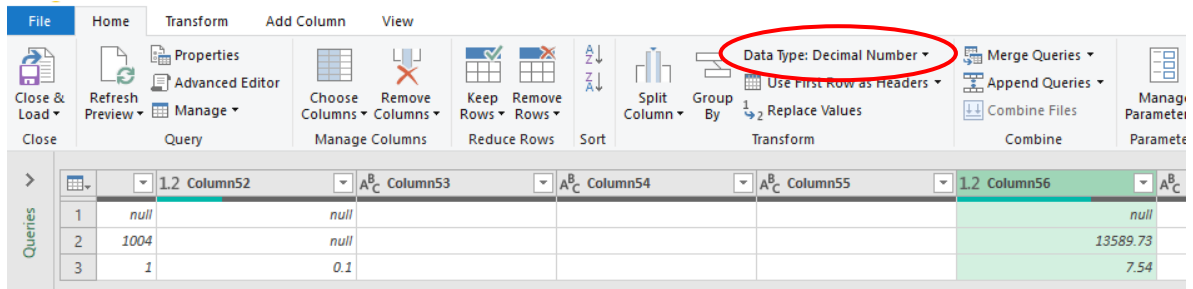 File Home Transform Add Column View
Properties
Advanced Editor
Manage
Close & Load
Refresh Preview
Choose Columns
Remove Columns
Keep Rows
Remove Rows
A
Z
Z
A
Split Column
Group By
Data Type: Decimal Number
Use First Row as Headers
1
2 Replace Values
Merge Queries
Append Queries
Combine Files
Manage
Parameter
Close Query Manage Columns Reduce Rows Sort Transform Combine Paramete
1.2 Column52 ABC Column53 ABC Column54 ABC Column55 1.2 Column56 ABC
1 null null null
2 1004 null 13589.73
3 1 0.1 7.54
Queries